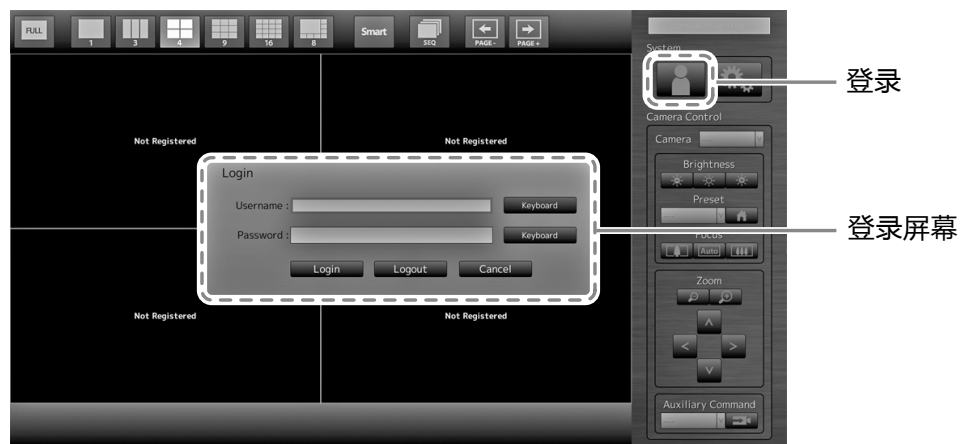 FULL
1
3
4
9
16
8
Smart
SEQ
PAGE-
PAGE+
System
登录
Camera Control
Camera
Not Registered
Not Registered
Brightness
Login
Preset
Username :
Keyboard
登录屏幕
Password :
Keyboard
Focus
Auto
Login
Logout
Cancel
Zoom
Not Registered
Not Registered
Auxiliary Command